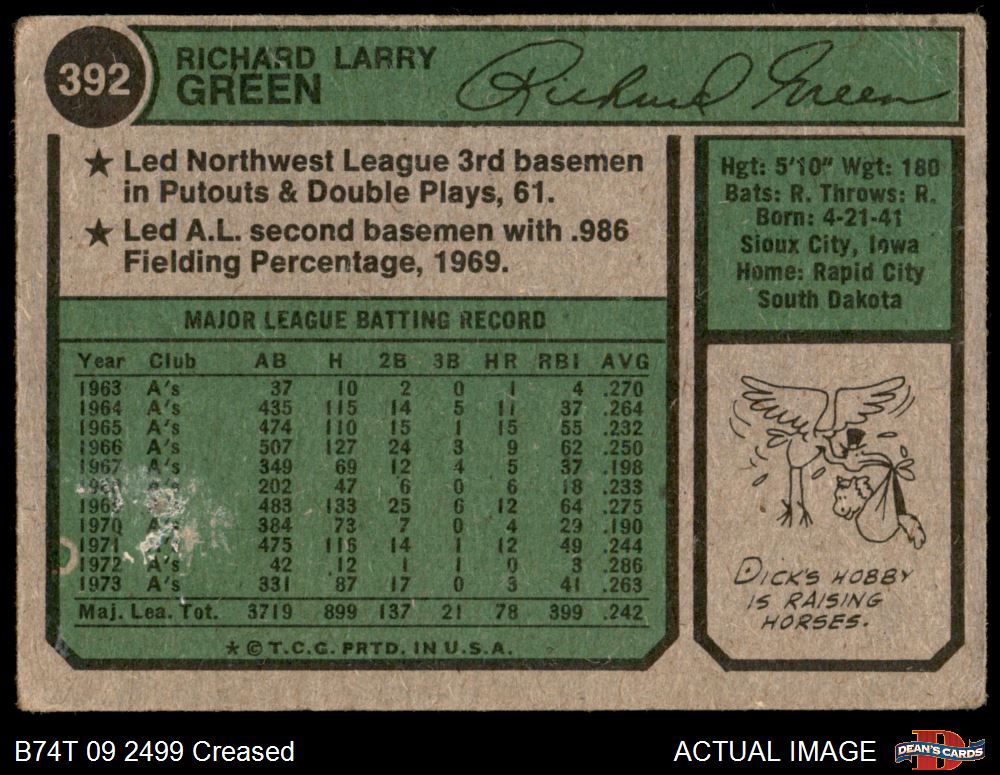 392
RICHARD LARRY
GREEN
Richard Green
★ Led Northwest League 3rd basemen
in Putouts & Double Plays, 61.
★ Led A.L. second basemen with .986
Fielding Percentage, 1969.
MAJOR LEAGUE BATTING RECORD
Year Club AB H 2B 3B HR RBI AVG
1963 A's 37 10 2 0 1 4 .270
1964 A's 435 115 14 5 11 37 .264
1965 A's 474 110 15 1 15 55 .232
1966 A's 507 127 24 3 9 62 .250
1967 A's 349 69 12 4 5 37 .198
202 47 6 0 6 18 .233
1969 483 133 25 6 12 64 .275
1970 A's 384 73 7 0 4 29 .190
1971 475 116 14 1 12 49 .244
1972 A's 42 12 1 1 0 3 .286
1973 A's 331 87 17 0 3 41 .263
Maj. Lea. Tot. 3719 899 137 21 78 399 .242
★ © T.C.G. PRTD. IN U.S.A.
Hgt: 5'10" Wgt: 180
Bats: R. Throws: R.
Born: 4-21-41
Sioux City, Iowa
Home: Rapid City
South Dakota
DICK'S HOBBY
IS RAISING
HORSES.
B74T 09 2499 Creased
ACTUAL IMAGE
D
DEAN'S CARDS